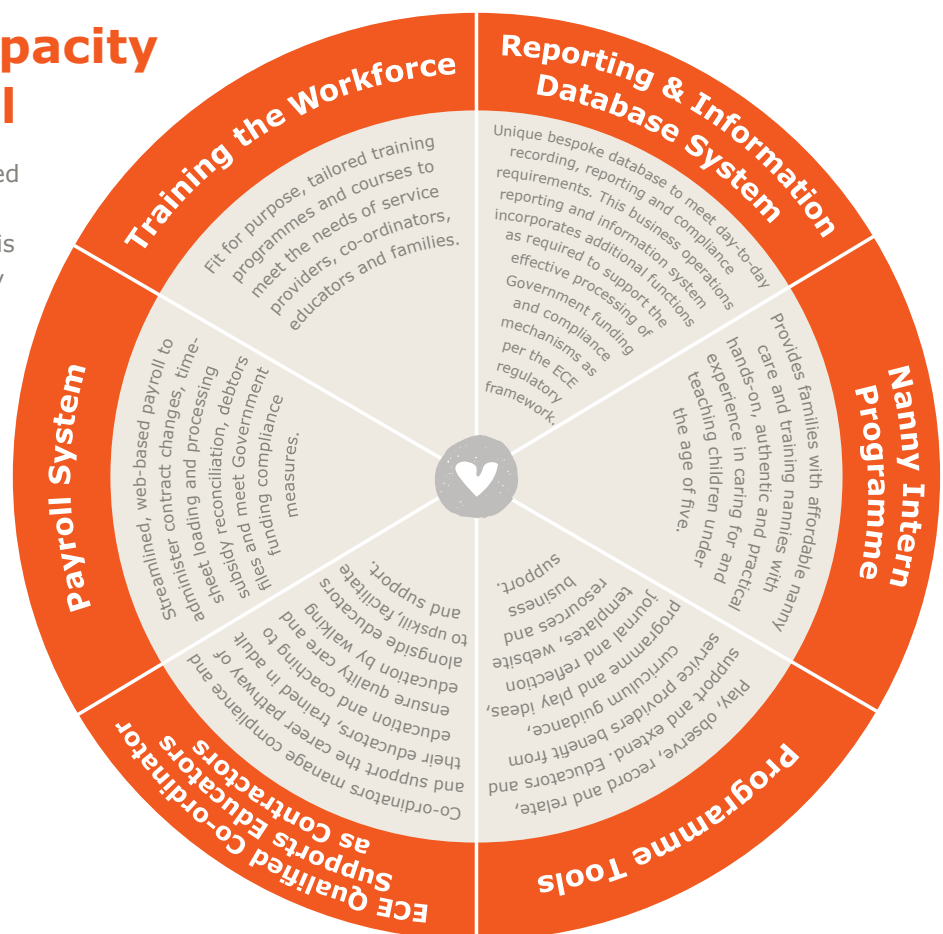 pacity
l
ed
is
Training the Workforce
Fit for purpose, tailored training
programmes and courses to
meet the needs of service
providers, co-ordinators,
educators and families.
Reporting & Information
Database System
Unique bespoke database to meet day-to-day
recording, reporting and compliance
requirements. This business operations
reporting and information system
incorporates additional functions
as required to support the
effective processing of
Government funding
and compliance
mechanisms as
per the ECE
regulatory
framework.
Nanny Intern
Programme
Provides families with affordable nanny
care and training nannies with
hands-on, authentic and practical
experience in caring for and
teaching children under
the age of five.
Programme Tools
Play, observe, record and relate,
support and extend. Educators and
service providers benefit from
curriculum guidance,
programme and play ideas,
journal and reflection
templates, website
resources and
business
support.
ECE Qualified Co-ordinator
Supports Educators
as Contractors
Co-ordinators manage compliance and
and support the career pathway of
their educators, trained in adult
education and coaching to
ensure quality care and
education by walking
alongside educators
to upskill, facilitate
and support.
Payroll System
Streamlined, web-based payroll to
administer contract changes, time-
sheet loading and processing
subsidy reconciliation, debtors
files and meet Government
funding compliance
measures.